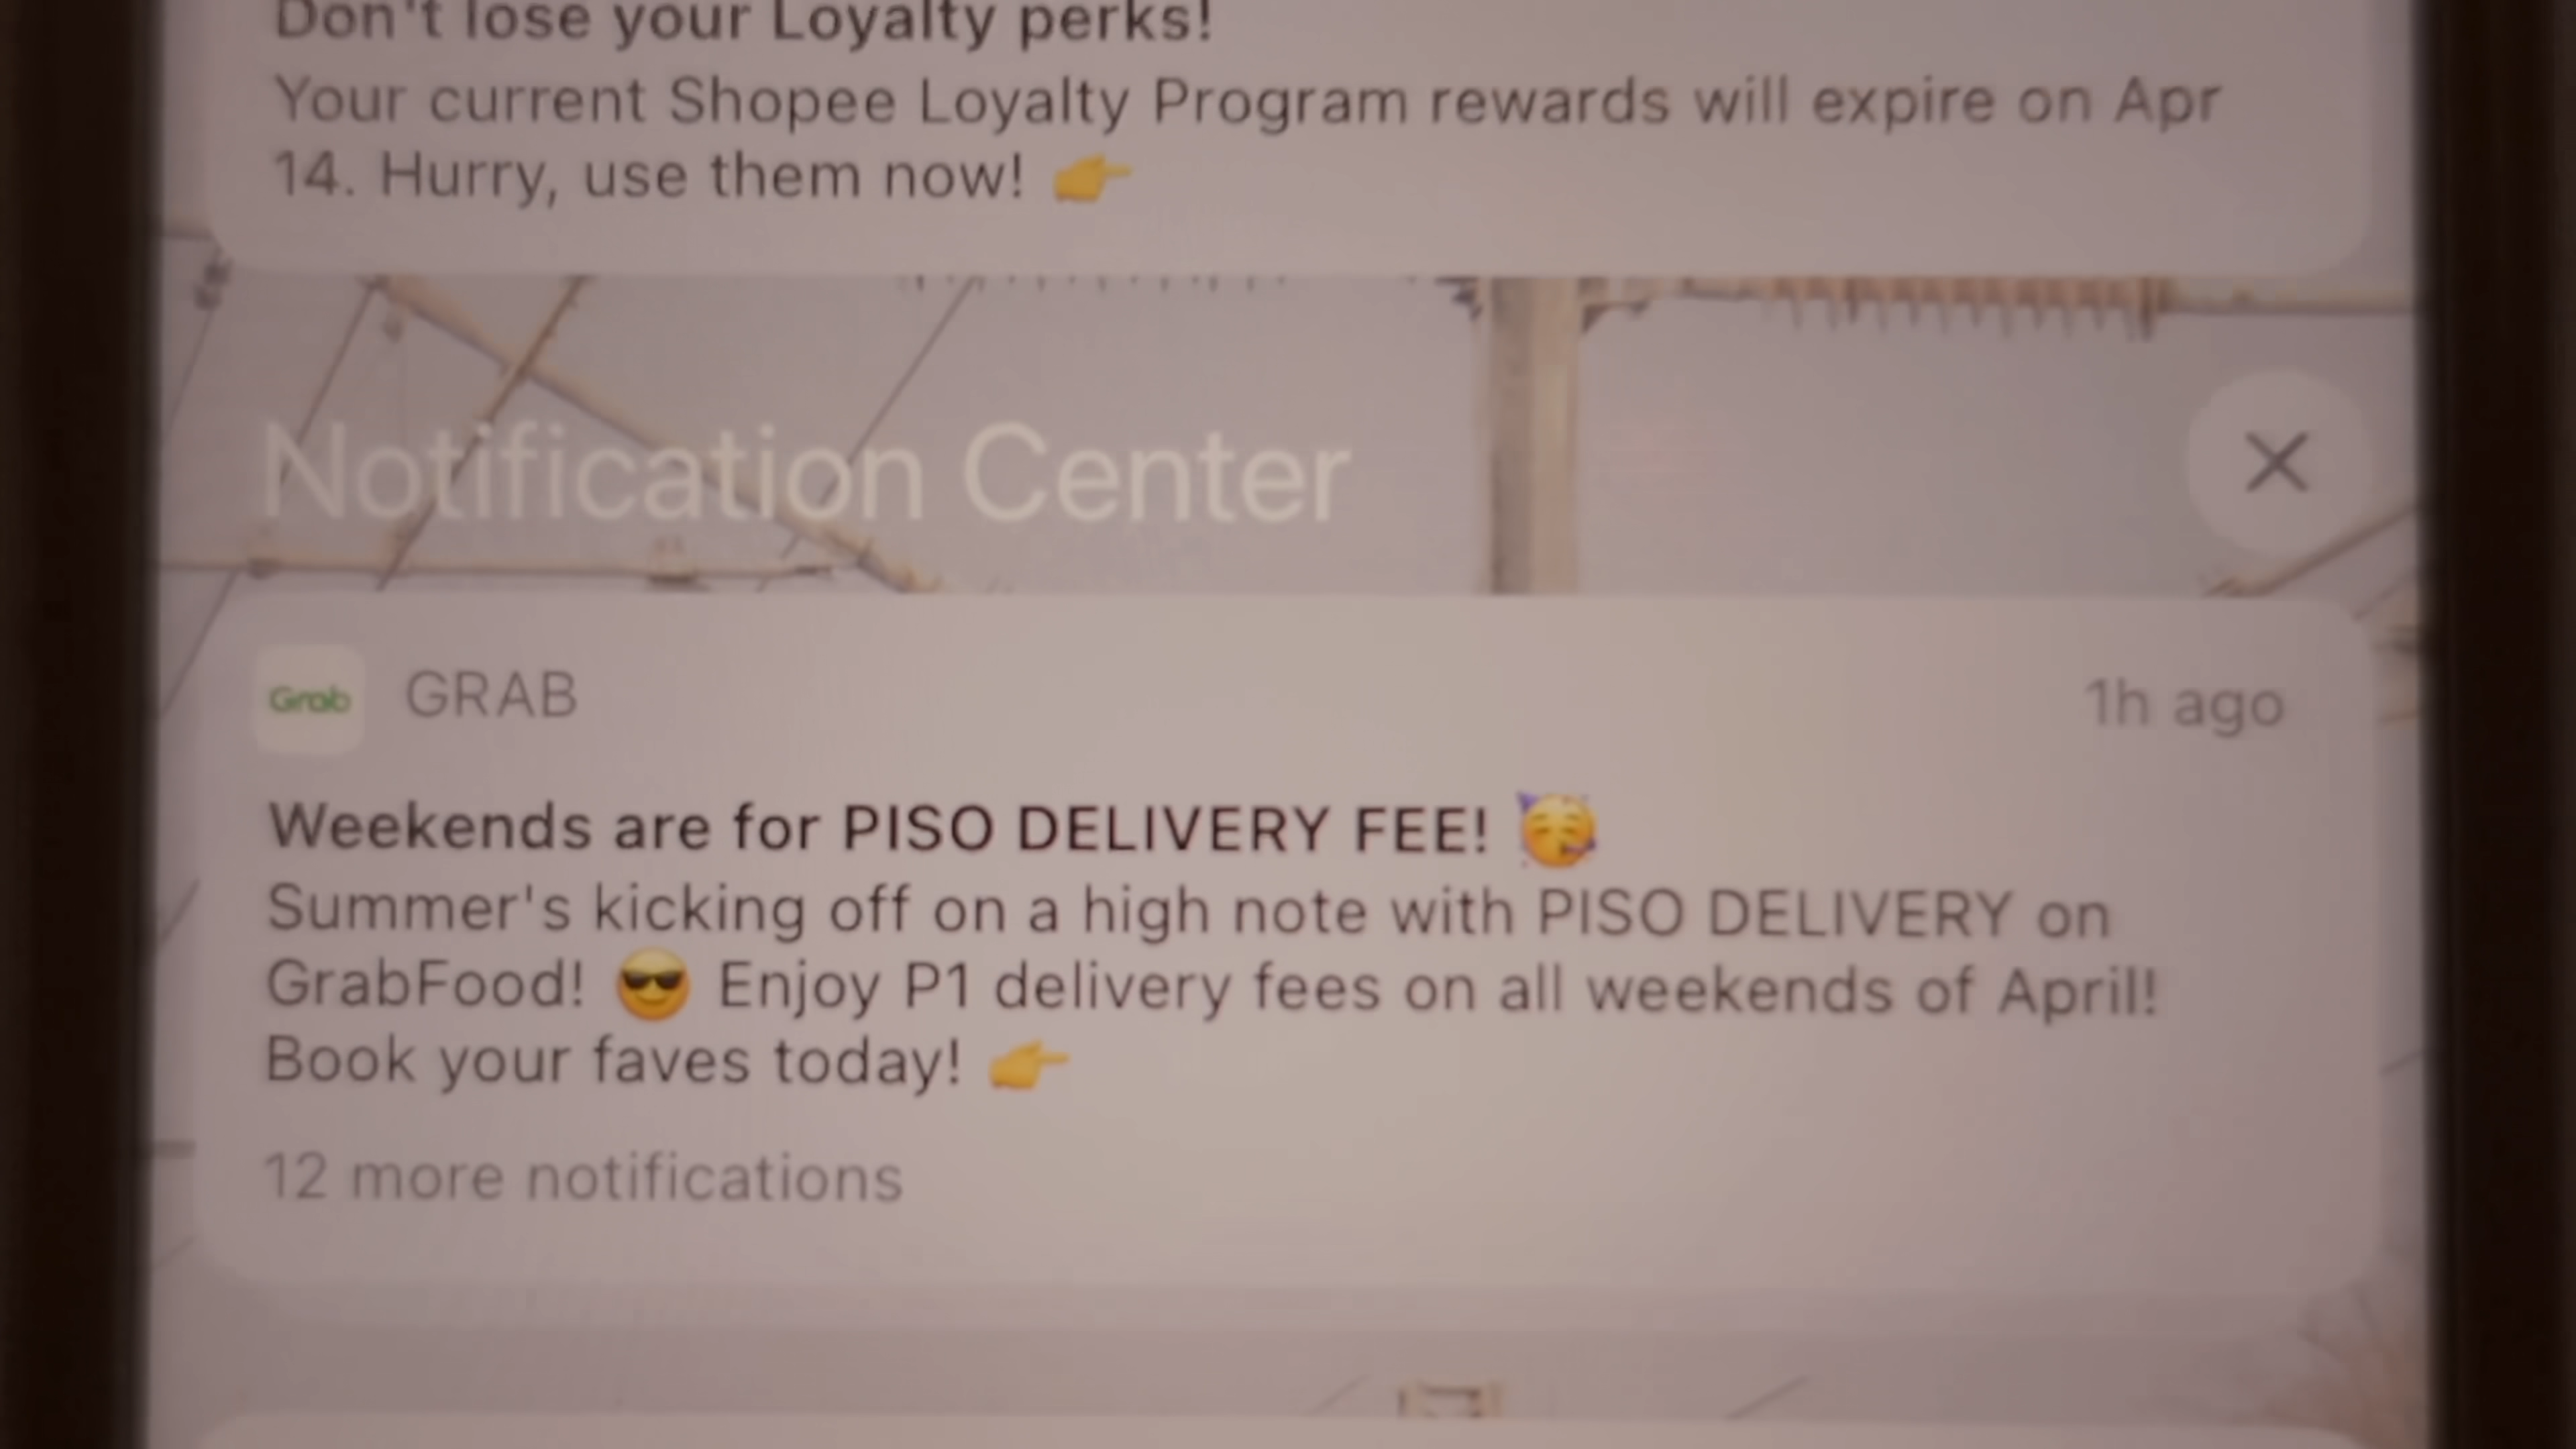 Don't lose your Loyalty perks!
Your current Shopee Loyalty Program rewards will expire on Apr
14. Hurry, use them now! 👉
Notification Center
Grab GRAB 1h ago
Weekends are for PISO DELIVERY FEE! 🥳
Summer's kicking off on a high note with PISO DELIVERY on
GrabFood! 😎 Enjoy P1 delivery fees on all weekends of April!
Book your faves today! 👉
12 more notifications